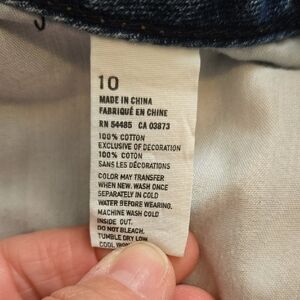 10
MADE IN CHINA
FABRIQUÉ EN CHINE
RN 54485 CA 03873
100% COTTON
EXCLUSIVE OF DECORATION
100% COTON
SANS LES DÉCORATIONS
COLOR MAY TRANSFER
WHEN NEW. WASH ONCE
SEPARATELY IN COLD
WATER BEFORE WEARING.
MACHINE WASH COLD
INSIDE OUT.
DO NOT BLEACH.
TUMBLE DRY LOW.
COOL